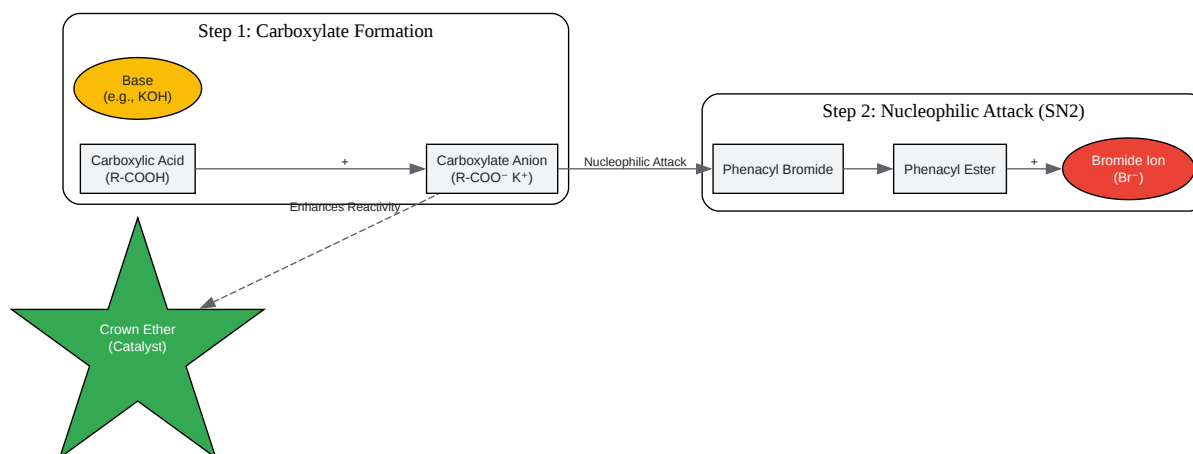 Step 1: Carboxylate Formation
Base
(e.g., KOH)
Carboxylic Acid
(R-COOH)
+
Carboxylate Anion
(R-COO⁻ K⁺)
Enhances Reactivity
Crown Ether
(Catalyst)
Nucleophilic Attack
Step 2: Nucleophilic Attack (SN2)
Phenacyl Bromide
Phenacyl Ester
+
Bromide Ion
(Br⁻)